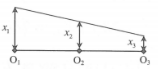 x₁
x₂
x₃
O₁ O₂ O₃